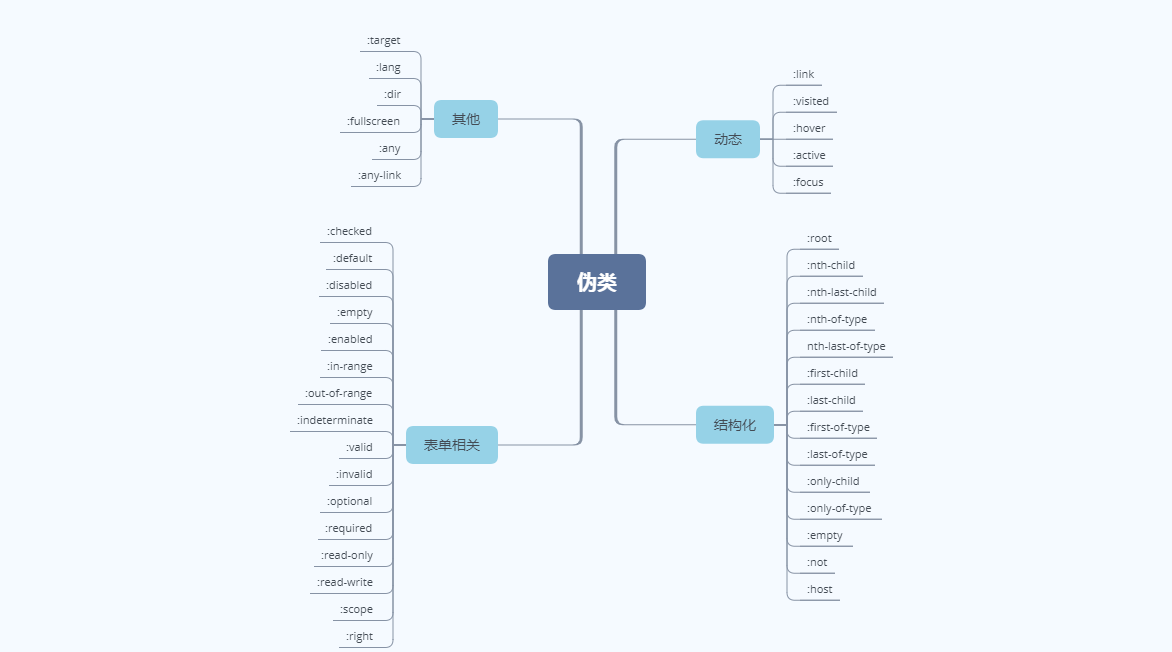 伪类
动态
:link
:visited
:hover
:active
:focus
结构化
:root
:nth-child
:nth-last-child
:nth-of-type
nth-last-of-type
:first-child
:last-child
:first-of-type
:last-of-type
:only-child
:only-of-type
:empty
:not
:host
其他
:target
:lang
:dir
:fullscreen
:any
:any-link
表单相关
:checked
:default
:disabled
:empty
:enabled
:in-range
:out-of-range
:indeterminate
:valid
:invalid
:optional
:required
:read-only
:read-write
:scope
:right